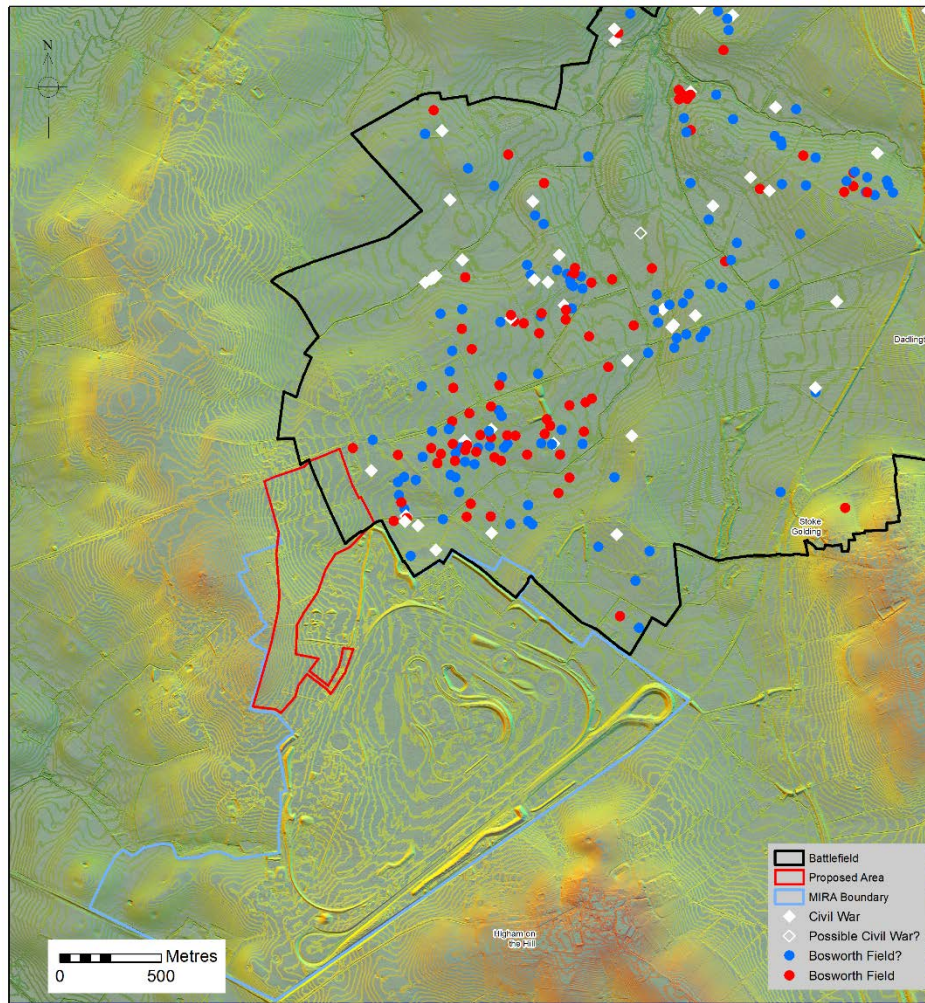 N
Dadlingt
Stoke
Golding
Higham on
the Hill
Battlefield
Proposed Area
MIRA Boundary
Civil War
Possible Civil War?
Bosworth Field?
Bosworth Field
Metres
0 500